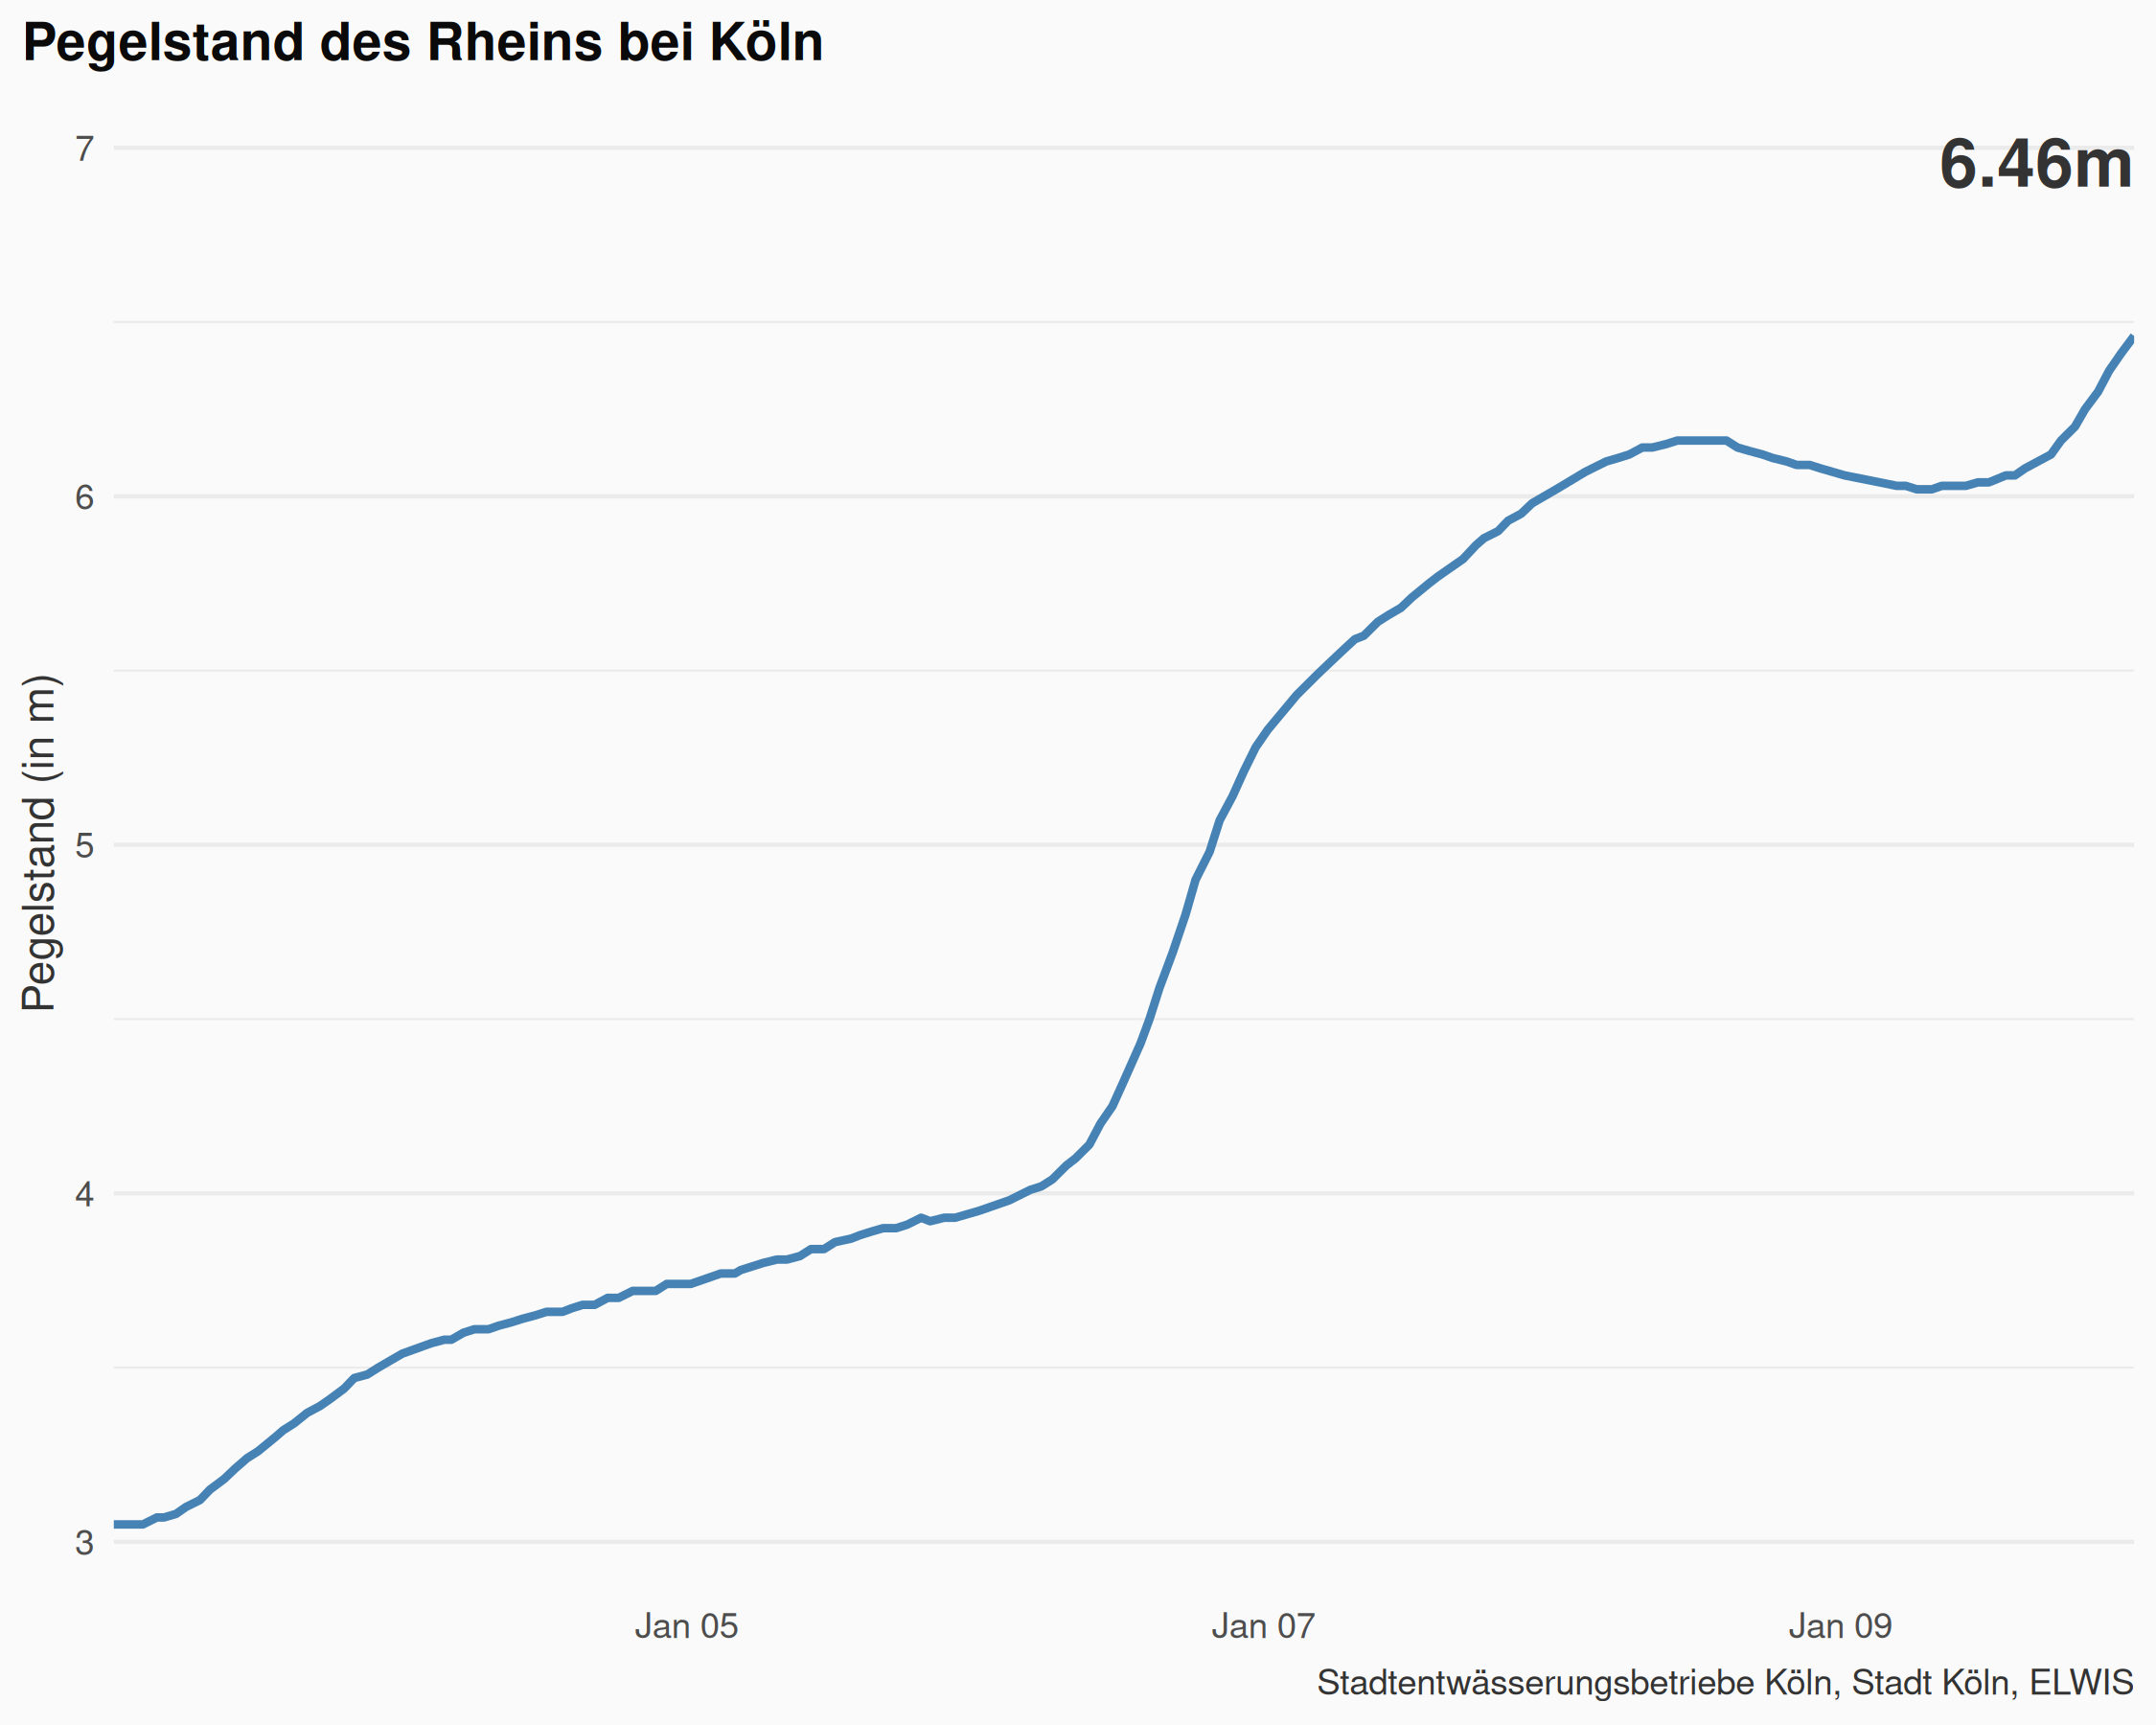 Pegelstand des Rheins bei Köln
7
6.46m
6
Pegelstand (in m)
5
4
3
Jan 05
Jan 07
Jan 09
Stadtentwässerungsbetriebe Köln, Stadt Köln, ELWIS